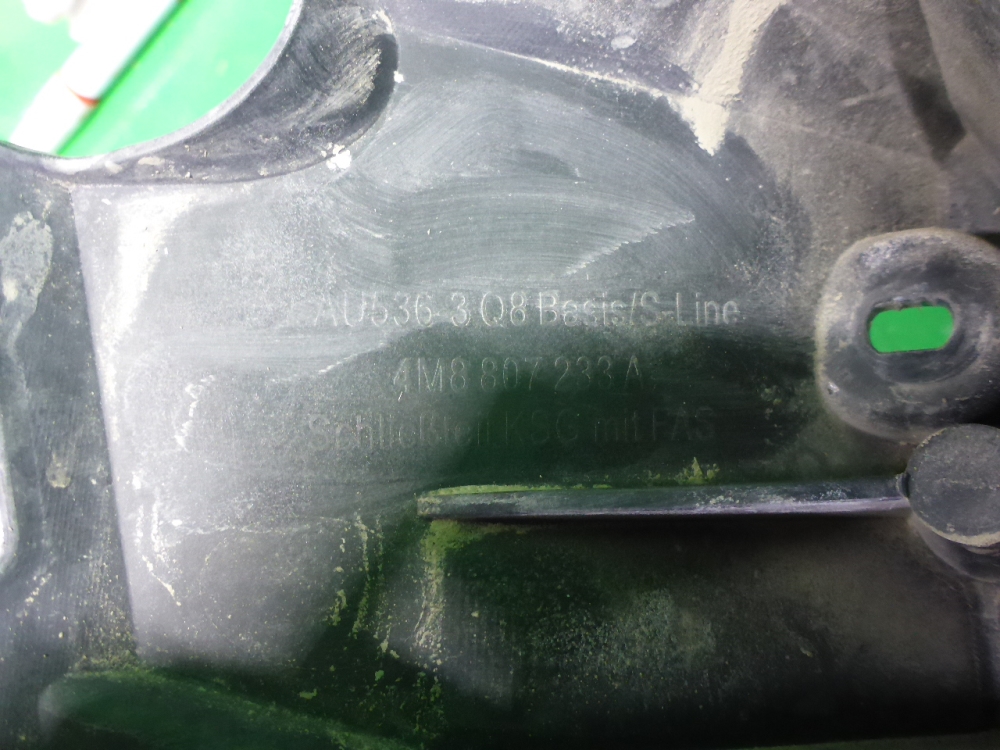 AU536-3 Q8 Basis/S-Line
4M8 807 233 A
Schließteil KSG mit FAS